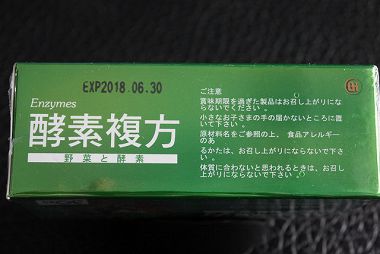 EXP2018.06.30
Enzymes
酵素複方
野菜と酵素
ご注意
賞味期限を過ぎた製品はお召し上がりにな
らないでください 。
小さなお子さまの手の届かないところに置
いて下さい 。
原材料名をご参照の上、 食品アレルギー
のあ
るかたは、お召し上がりにならないで下さ
い 。
体質に合わないと思われるときは、お召し
上がりにならないで下さい 。